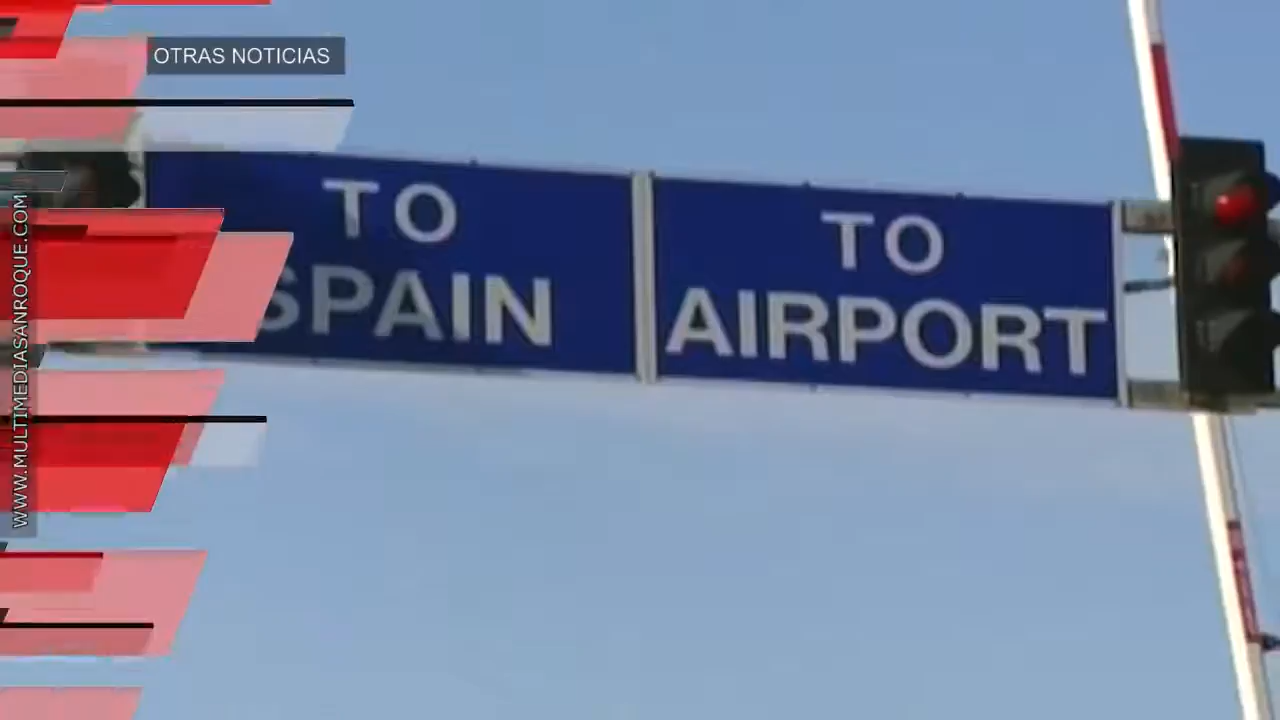 OTRAS NOTICIAS
TO
SPAIN
TO
AIRPORT
WWW.MULTIMEDIASANROQUE.COM